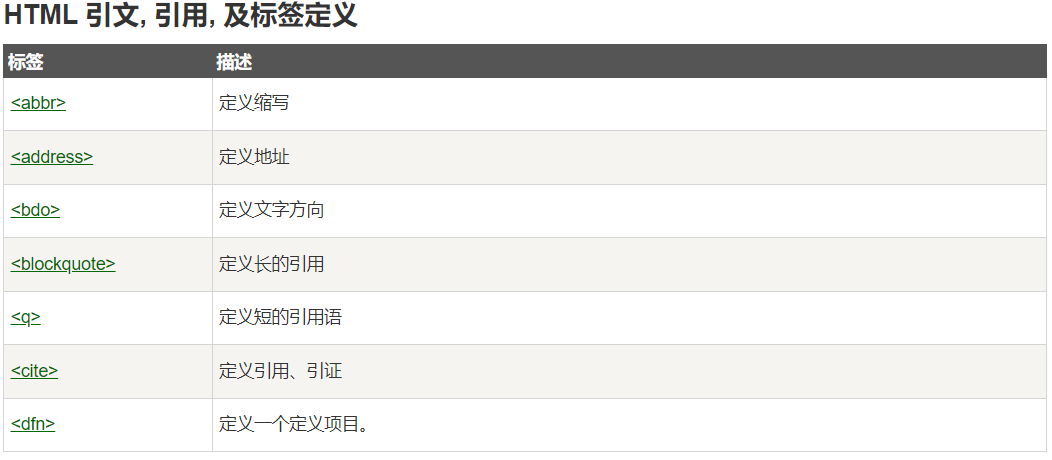 HTML 引文, 引用, 及标签定义
标签 描述
<abbr> 定义缩写
<address> 定义地址
<bdo> 定义文字方向
<blockquote> 定义长的引用
<q> 定义短的引用语
<cite> 定义引用、引证
<dfn> 定义一个定义项目。